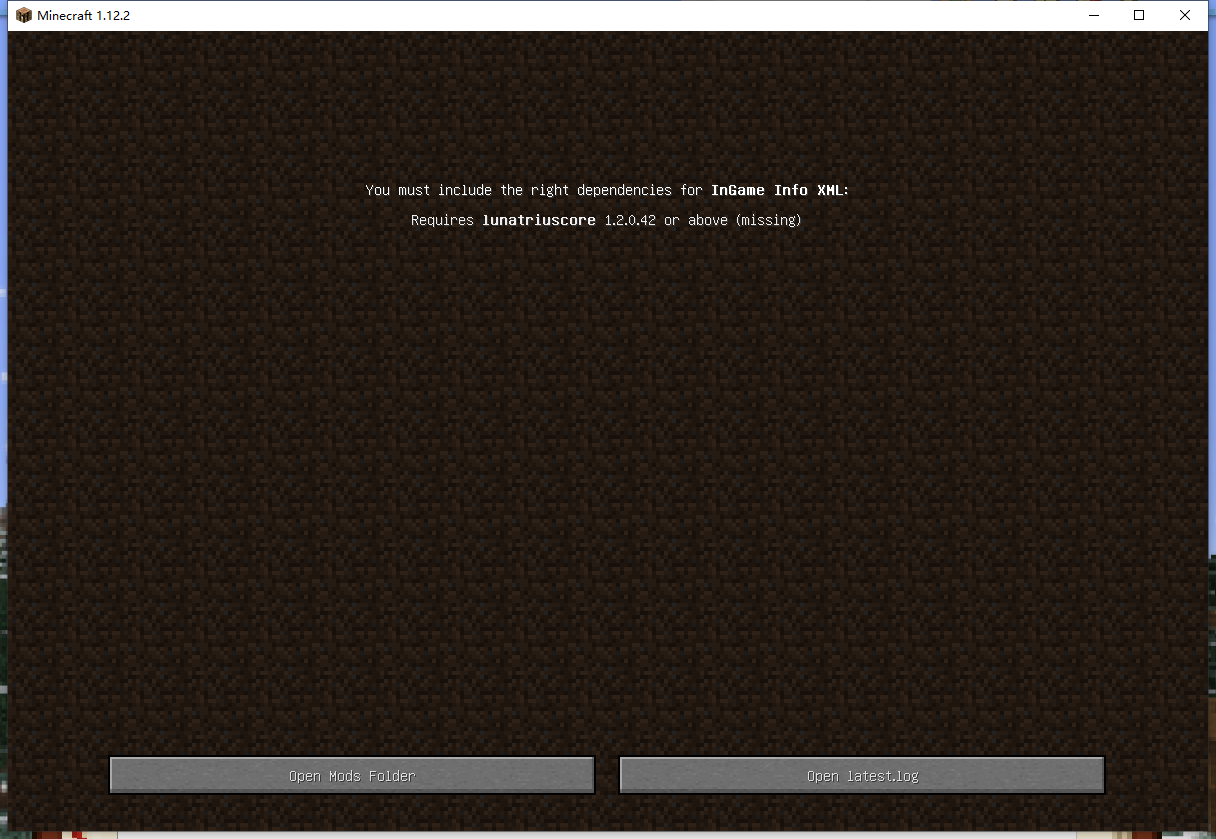 Minecraft 1.12.2
You must include the right dependencies for InGame Info XML:
Requires lunatriuscore 1.2.0.42 or above (missing)
Open Mods Folder
Open latest.log